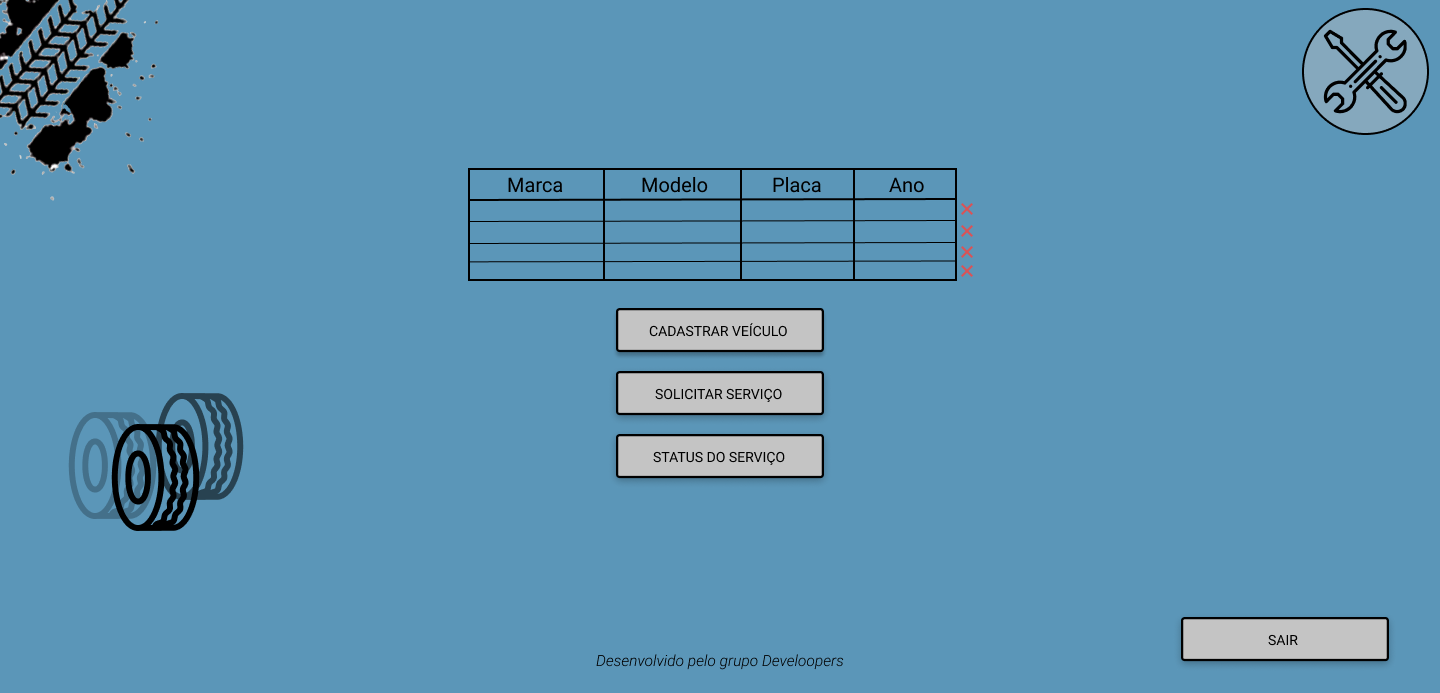 Marca Modelo Placa Ano
CADASTRAR VEÍCULO
SOLICITAR SERVIÇO
STATUS DO SERVIÇO
SAIR
Desenvolvido pelo grupo Develoopers